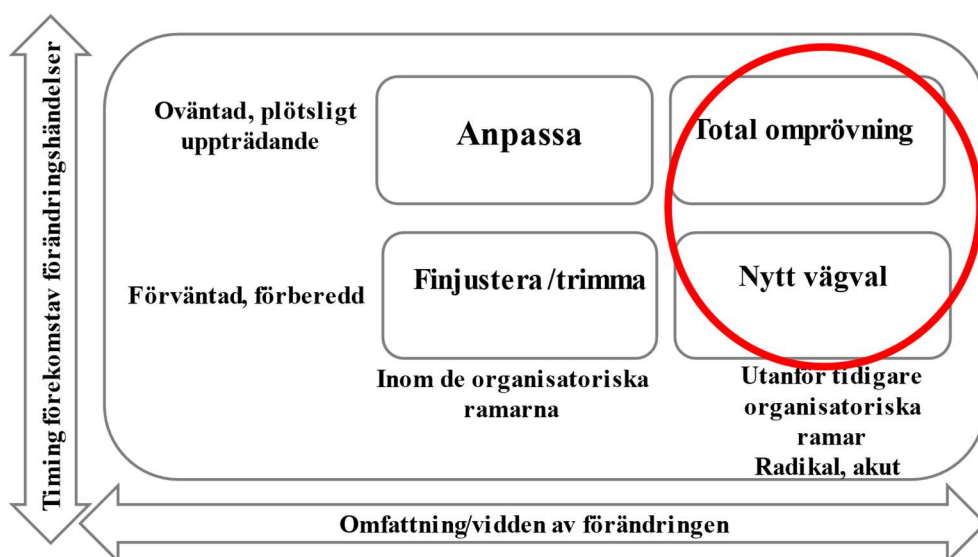 Timing förekomstav förändringshändelser
Oväntad, plötsligt
uppträdande
Anpassa
Total omprövning
Förväntad, förberedd
Finjustera/trimma
Nytt vägval
Inom de organisatoriska
ramarna
Utanför tidigare
organisatoriska
ramar
Radikal, akut
Omfattning/vidden av förändringen